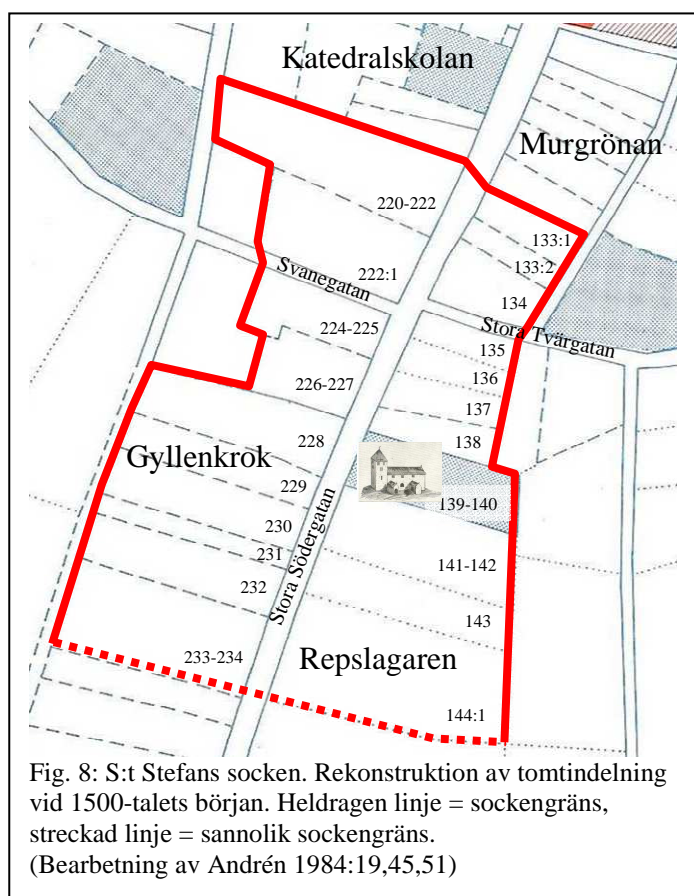 Katedralskolan
Murgrönan
220-222
133:1
133:2
222:1
Svanegatan
134
Stora Tvärgatan
224-225
135
136
226-227
137
228
138
Gyllenkrok
229
139-140
230
231
141-142
232
Stora Södergatan
143
233-234
Repslagaren
144:1
Fig. 8: S:t Stefans socken. Rekonstruktion av tomtindelning
vid 1500-talets början. Heldragen linje = sockengräns,
streckad linje = sannolik sockengräns.
(Bearbetning av Andrén 1984:19,45,51)